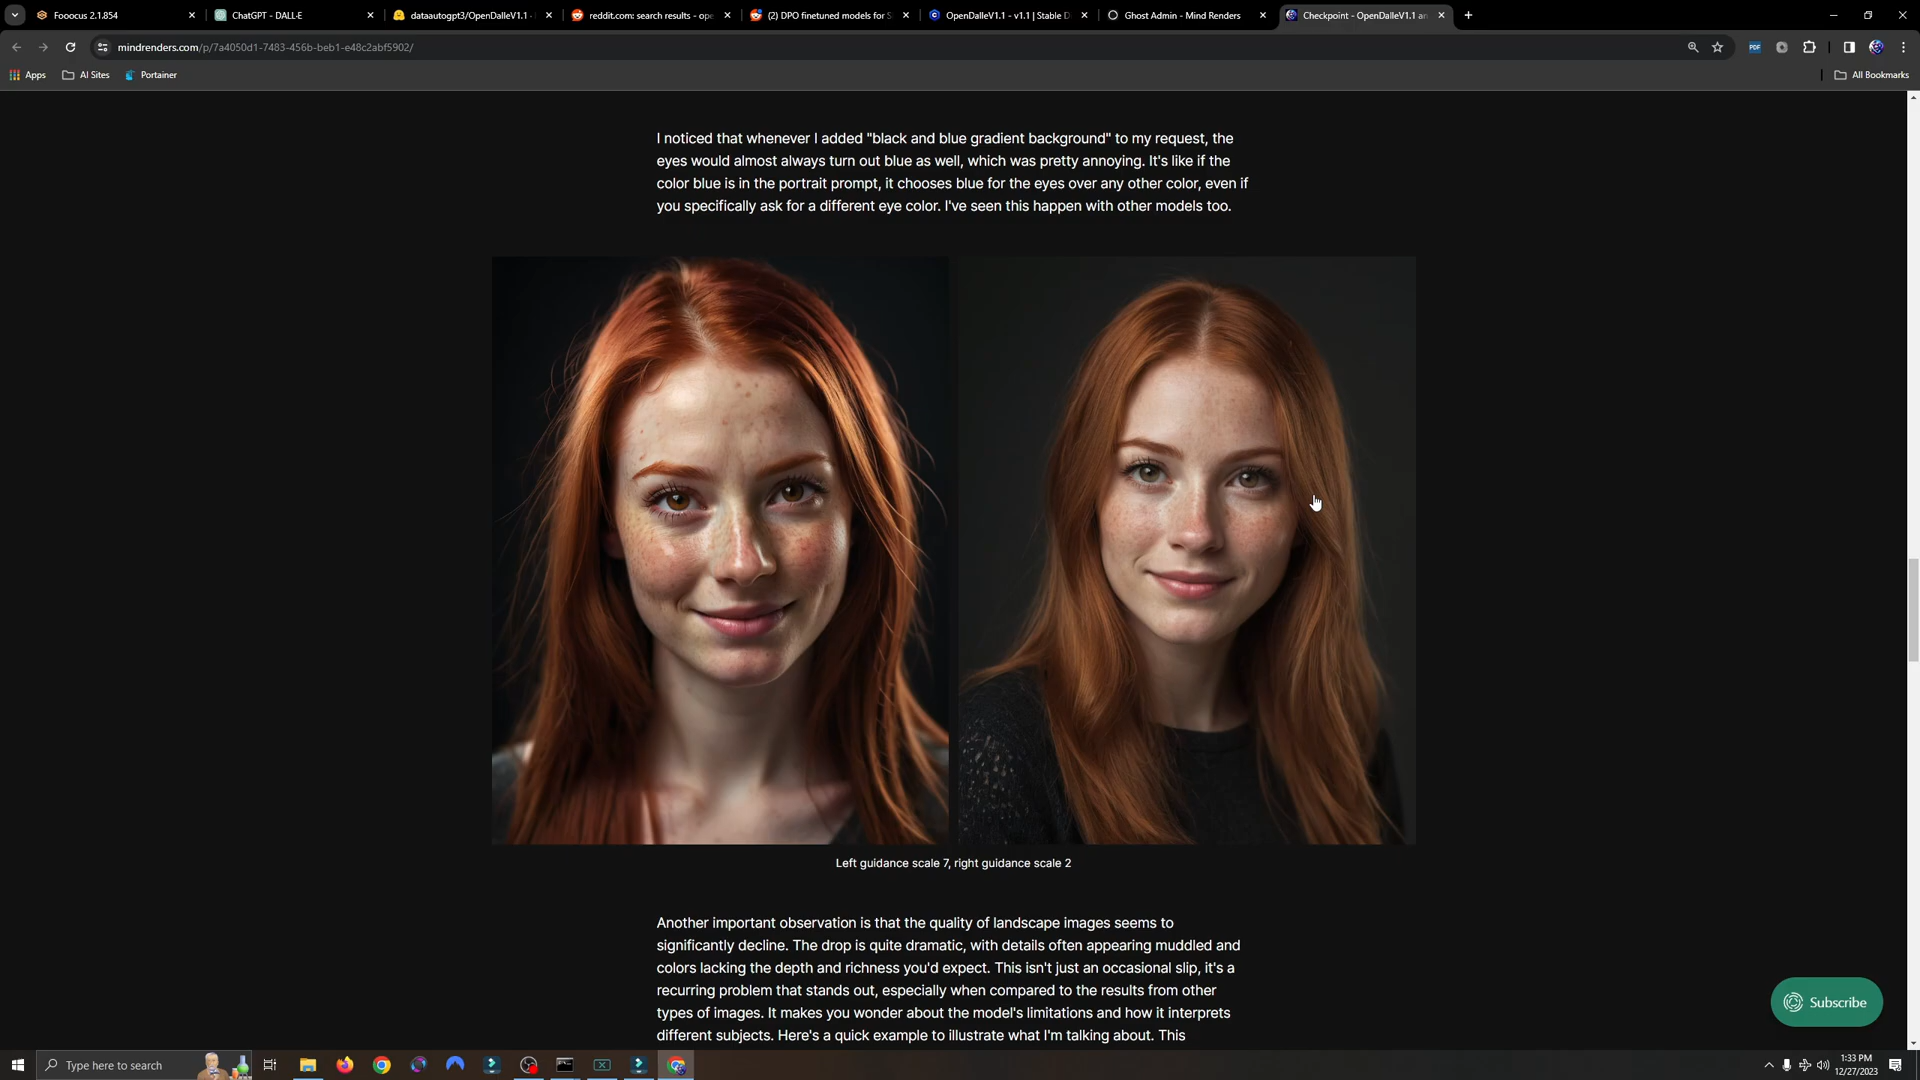 Fooocus 2.1.854
ChatGPT - DALL·E
dataautogpt3/OpenDalleV1.1 ·
reddit.com: search results - ope
(2) DPO finetuned models for S
OpenDalleV1.1 - v1.1 | Stable D
Ghost Admin - Mind Renders
Checkpoint - OpenDalleV1.1 an
mindrenders.com/p/7a4050d1-7483-456b-beb1-e48c2abf5902/
PDF
Apps
AI Sites
Portainer
All Bookmarks
I noticed that whenever I added "black and blue gradient background" to my request, the
eyes would almost always turn out blue as well, which was pretty annoying. It's like if the
color blue is in the portrait prompt, it chooses blue for the eyes over any other color, even if
you specifically ask for a different eye color. I've seen this happen with other models too.
Left guidance scale 7, right guidance scale 2
Another important observation is that the quality of landscape images seems to
significantly decline. The drop is quite dramatic, with details often appearing muddled and
colors lacking the depth and richness you'd expect. This isn't just an occasional slip, it's a
recurring problem that stands out, especially when compared to the results from other
types of images. It makes you wonder about the model's limitations and how it interprets
different subjects. Here's a quick example to illustrate what I'm talking about. This
Subscribe
Type here to search
1:33 PM
12/27/2023